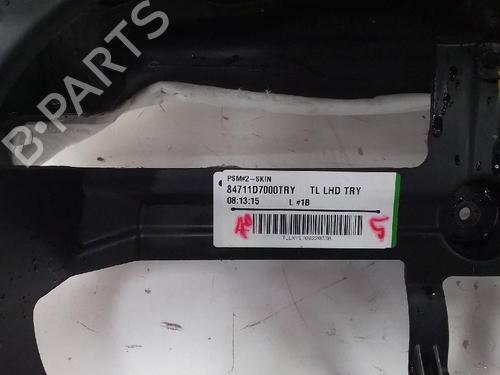 B-PARTS
PSM#2-SKIN
84711D7000TRY TL LHD TRY
08:13:15 L #1B